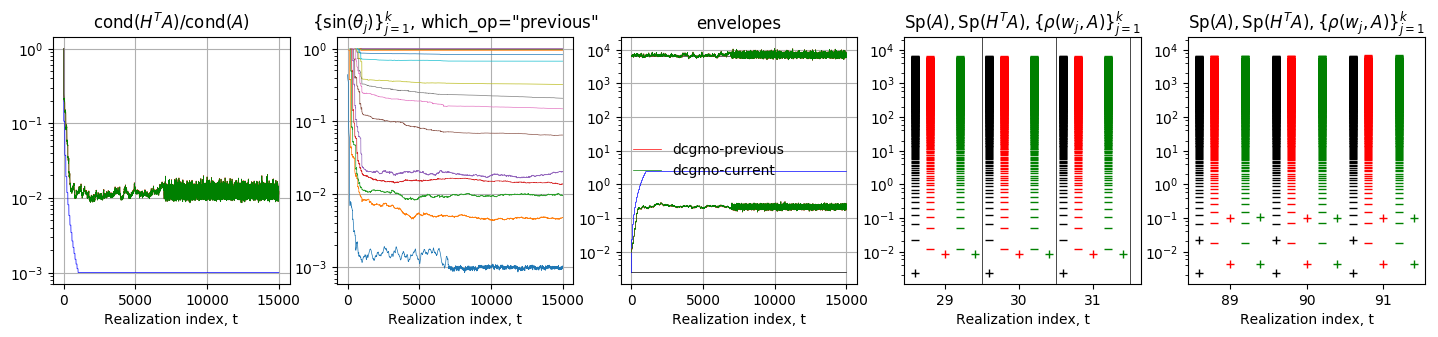 cond(H^T A)/cond(A)
10^0
10^{-1}
10^{-2}
10^{-3}
0 5000 10000 15000
Realization index, t
{sin(θ_j)}_{j=1}^k, which_op="previous"
10^0
10^{-1}
10^{-2}
10^{-3}
0 5000 10000 15000
Realization index, t
envelopes
10^4
10^3
10^2
10^1
10^0
10^{-1}
10^{-2}
dcgmo-previous
dcgmo-current
0 5000 10000 15000
Realization index, t
Sp(A), Sp(H^T A), {ρ(w_j, A)}_{j=1}^k
10^4
10^3
10^2
10^1
10^0
10^{-1}
10^{-2}
29 30 31
Realization index, t
Sp(A), Sp(H^T A), {ρ(w_j, A)}_{j=1}^k
10^4
10^3
10^2
10^1
10^0
10^{-1}
10^{-2}
89 90 91
Realization index, t